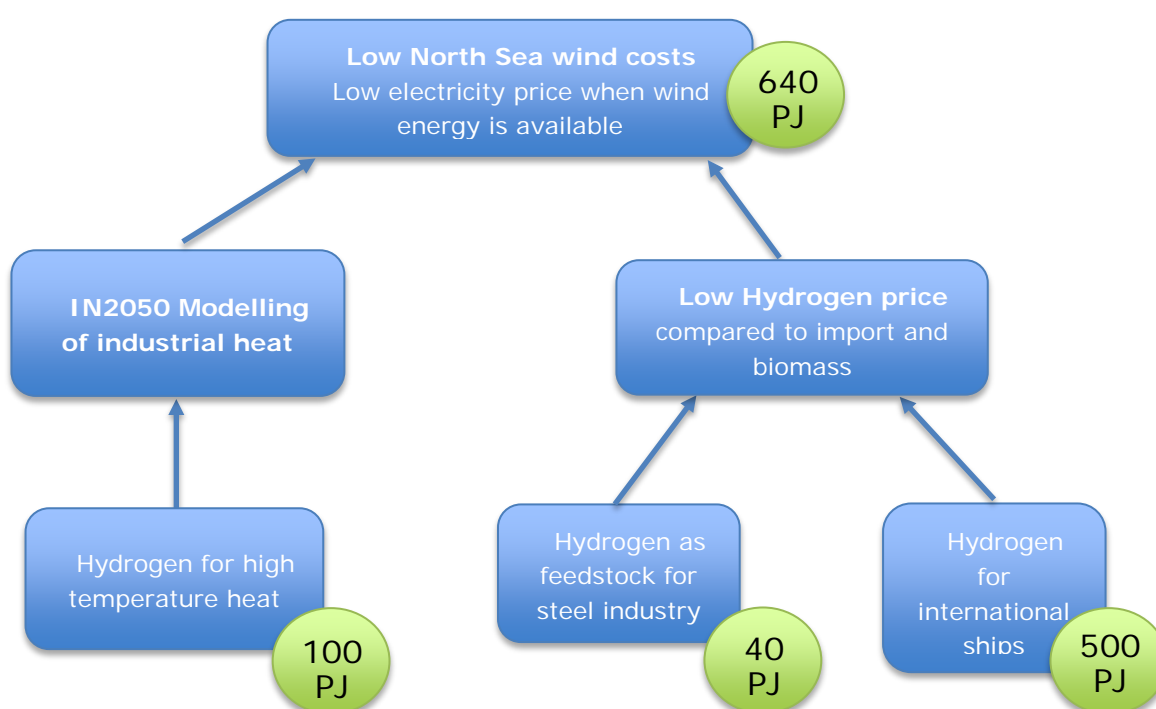 Low North Sea wind costs
Low electricity price when wind
energy is available
640
PJ
IN2050 Modelling
of industrial heat
Low Hydrogen price
compared to import and
biomass
Hydrogen for high
temperature heat
100
PJ
Hydrogen as
feedstock for
steel industry
40
PJ
Hydrogen
for
international
ships
500
PJ